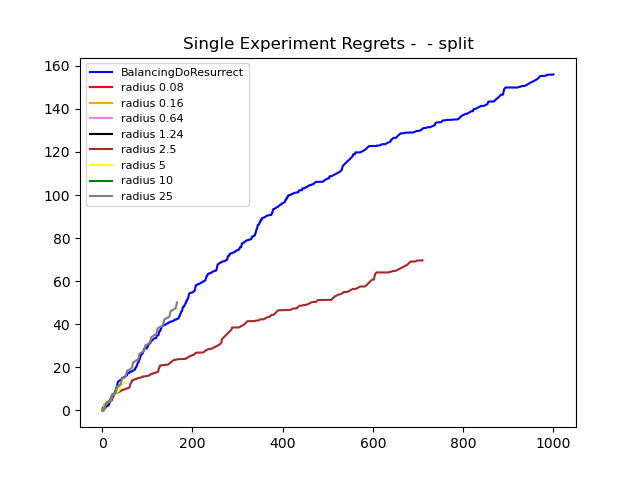 Single Experiment Regrets -  - split
160
140
120
100
80
60
40
20
0
BalancingDoResurrect
radius 0.08
radius 0.16
radius 0.64
radius 1.24
radius 2.5
radius 5
radius 10
radius 25
0 200 400 600 800 1000